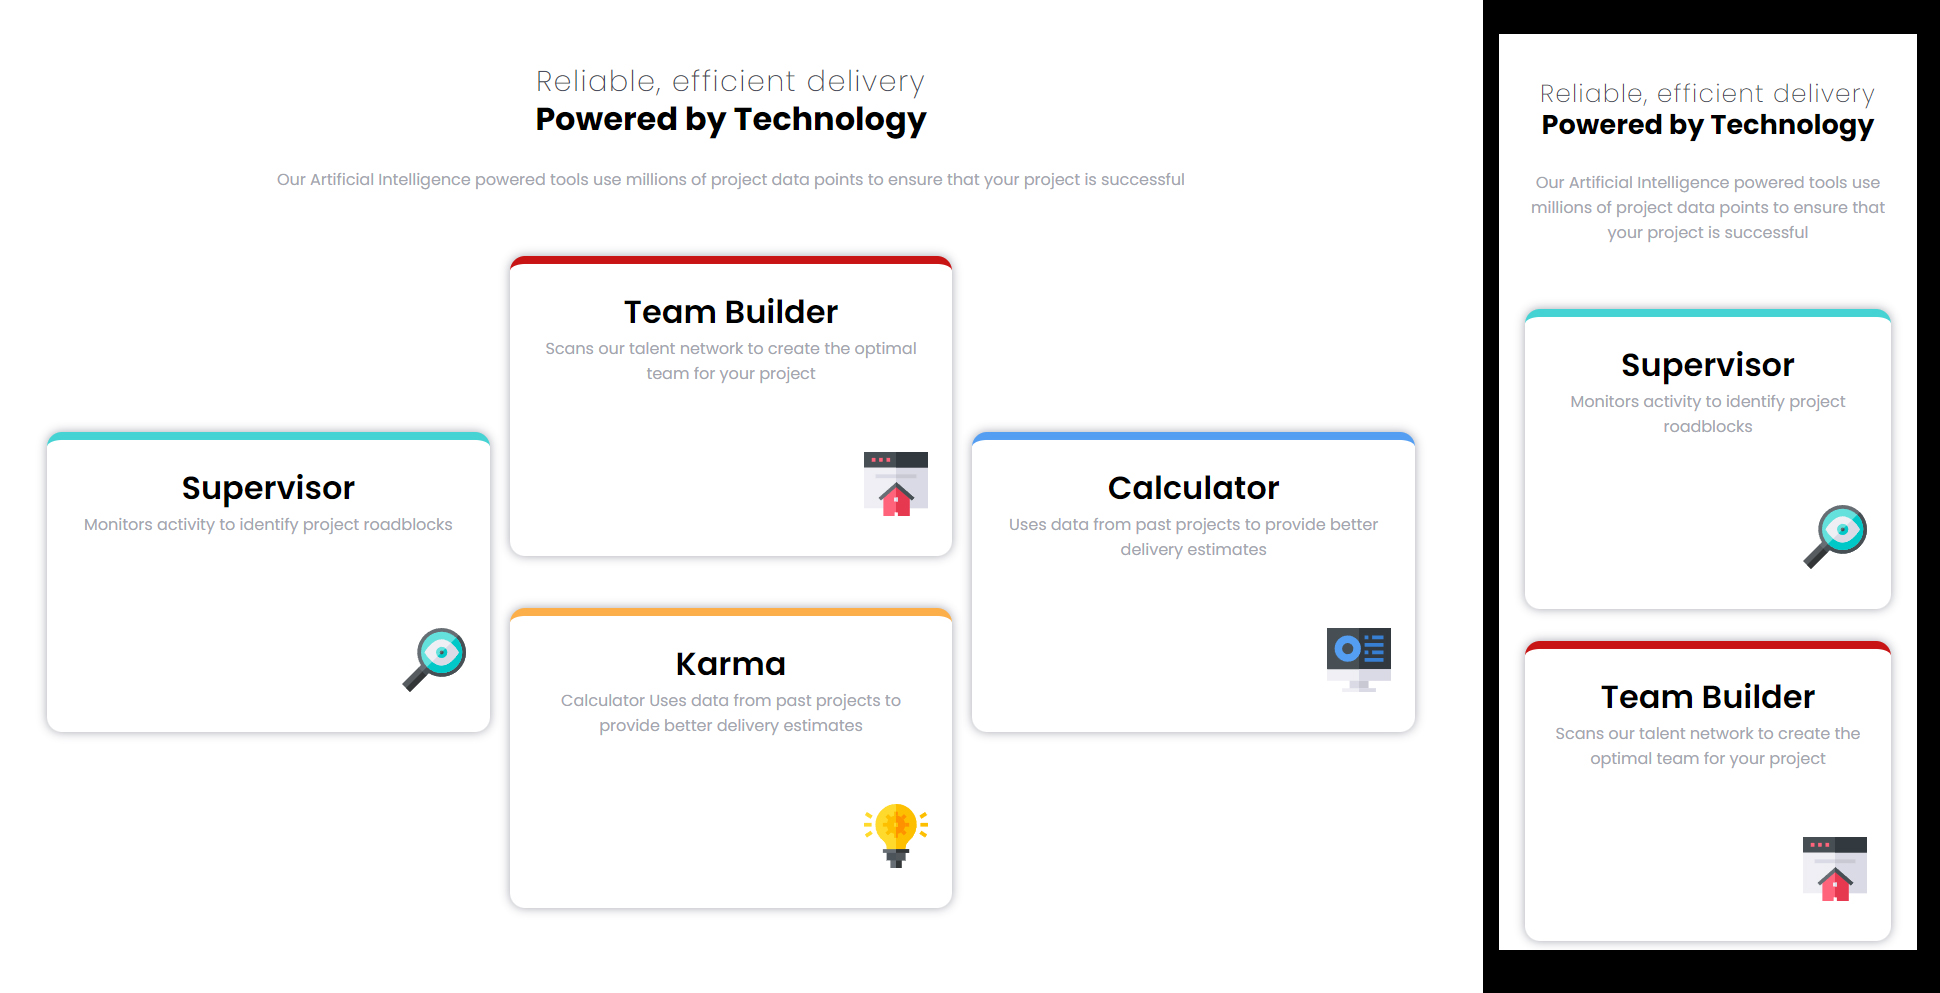 Reliable, efficient delivery
Powered by Technology
Our Artificial Intelligence powered tools use millions of project data points to ensure that your project is successful
Team Builder
Scans our talent network to create the optimal
team for your project
Supervisor
Monitors activity to identify project roadblocks
Calculator
Uses data from past projects to provide better
delivery estimates
Karma
Calculator Uses data from past projects to
provide better delivery estimates
Reliable, efficient delivery
Powered by Technology
Our Artificial Intelligence powered tools use
millions of project data points to ensure that
your project is successful
Supervisor
Monitors activity to identify project
roadblocks
Team Builder
Scans our talent network to create the
optimal team for your project